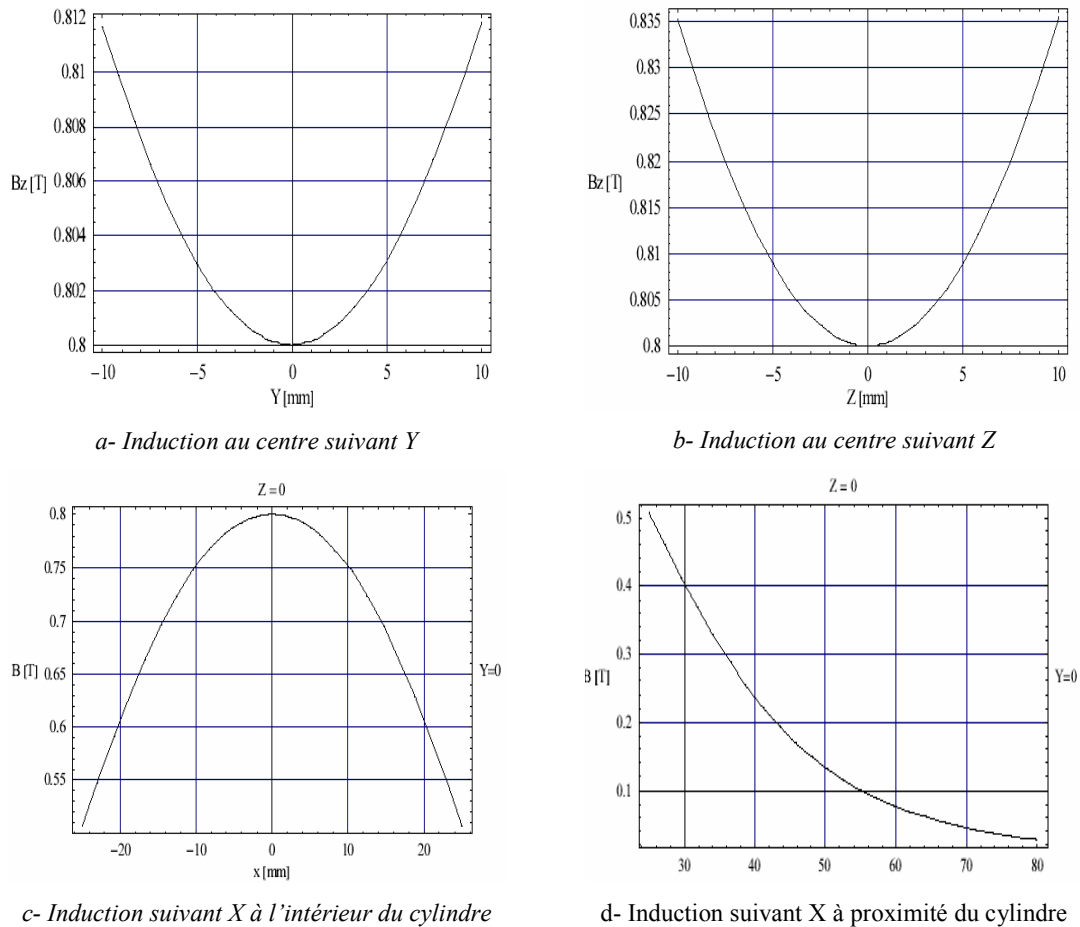 0.812
0.81
0.808
Bz [T] 0.806
0.804
0.802
0.8
−10 −5 0 5 10
Y [mm]
a- Induction au centre suivant Y
0.835
0.83
0.825
0.82
Bz [T]
0.815
0.81
0.805
0.8
−10 −5 0 5 10
Z [mm]
b- Induction au centre suivant Z
Z = 0
0.8
0.75
0.7
B [T] 0.65 Y=0
0.6
0.55
−20 −10 0 10 20
x [mm]
c- Induction suivant X à l’intérieur du cylindre
Z = 0
0.5
0.4
0.3
B [T] Y=0
0.2
0.1
30 40 50 60 70 80
d- Induction suivant X à proximité du cylindre